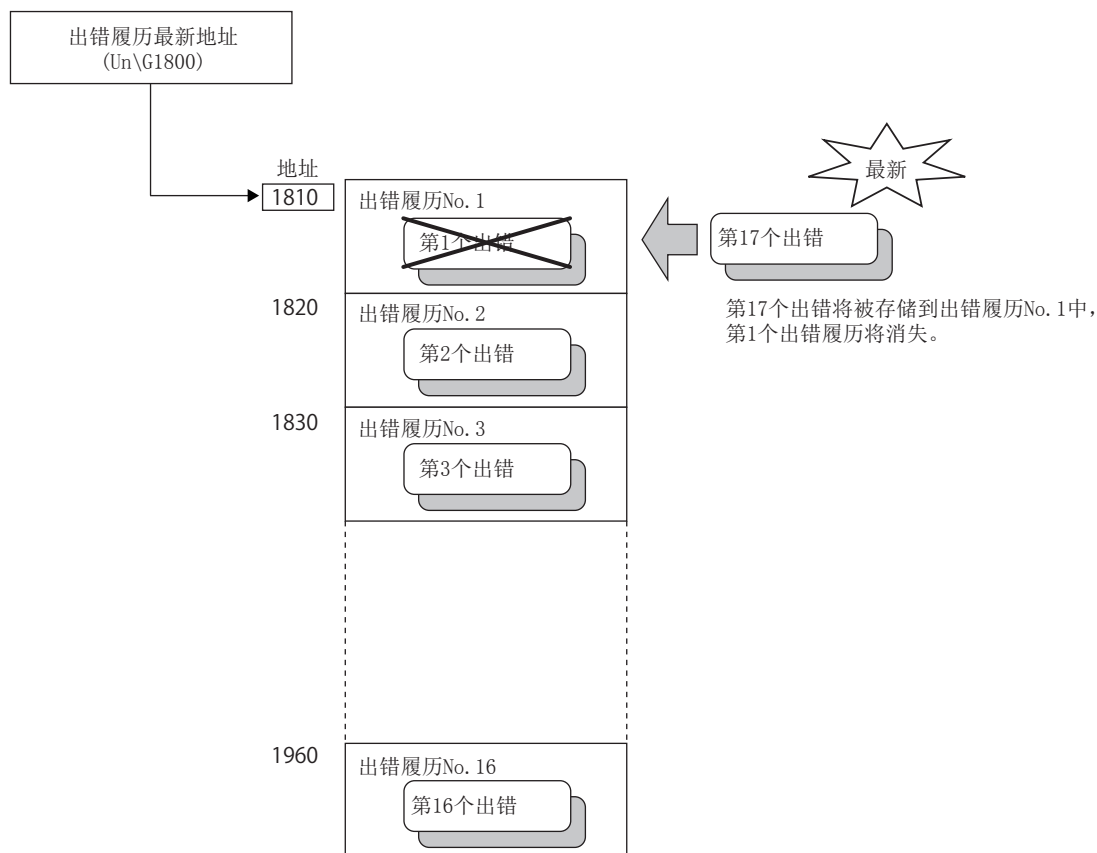 出错履历最新地址
(Un\G1800)
地址
1810
出错履历No.1
第1个出错
最新
第17个出错
第17个出错将被存储到出错履历No.1中，
第1个出错履历将消失。
1820
出错履历No.2
第2个出错
1830
出错履历No.3
第3个出错
1960
出错履历No.16
第16个出错